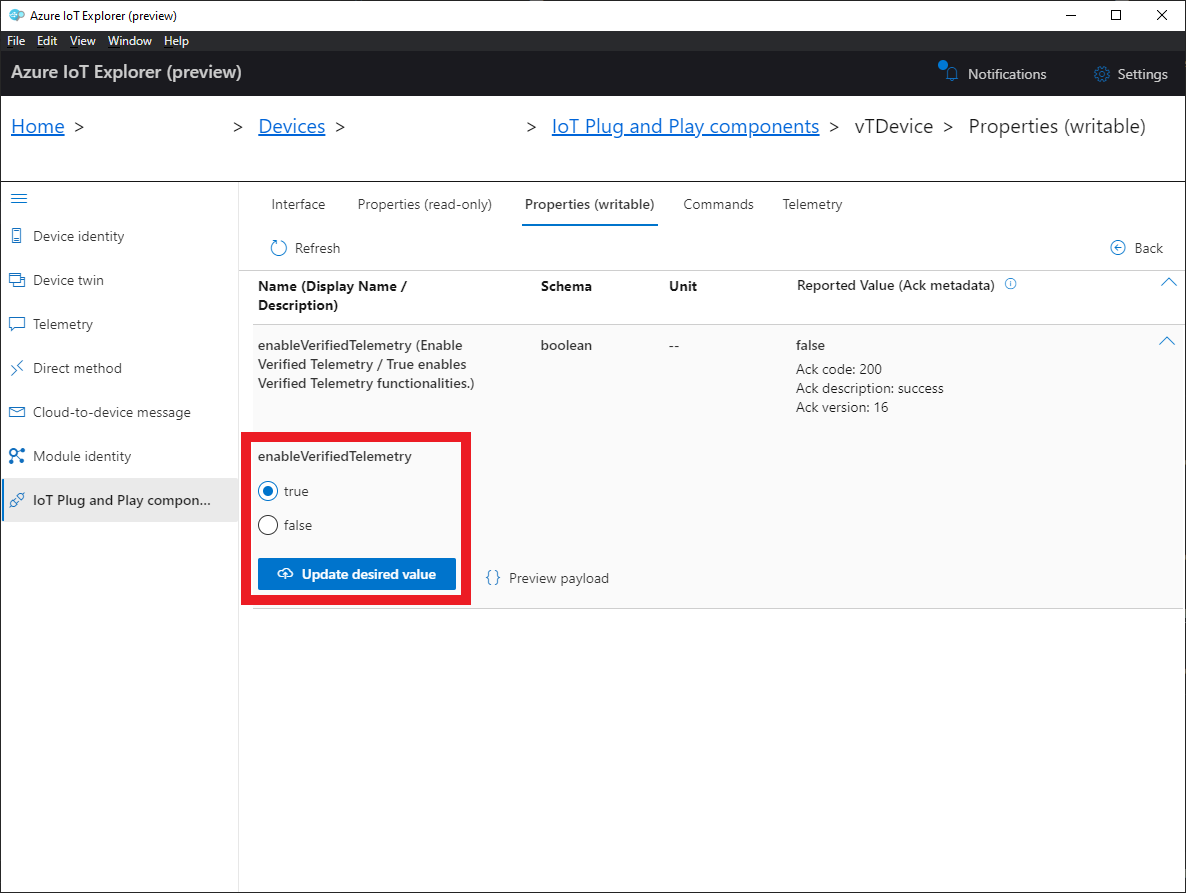 Azure IoT Explorer (preview)
File Edit View Window Help
Azure IoT Explorer (preview)
Notifications
Settings
Home > > Devices > > IoT Plug and Play components > vTDevice > Properties (writable)
Device identity
Device twin
Telemetry
Direct method
Cloud-to-device message
Module identity
IoT Plug and Play compon...
Interface Properties (read-only) Properties (writable) Commands Telemetry
Refresh
Back
Name (Display Name /
Description)
Schema
Unit
Reported Value (Ack metadata)
enableVerifiedTelemetry (Enable
Verified Telemetry / True enables
Verified Telemetry functionalities.)
boolean
--
false
Ack code: 200
Ack description: success
Ack version: 16
enableVerifiedTelemetry
true
false
Update desired value
{} Preview payload